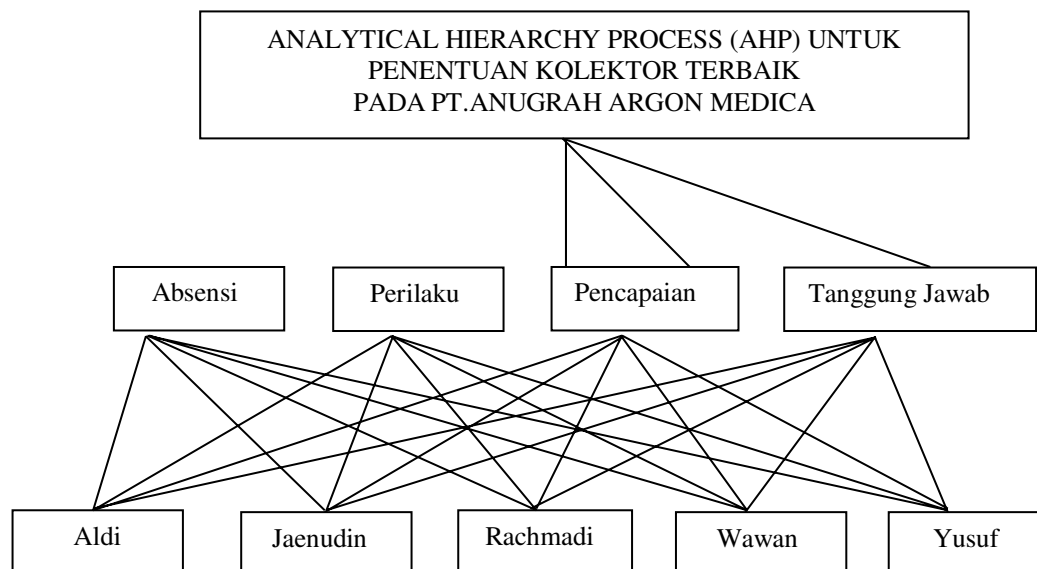 ANALYTICAL HIERARCHY PROCESS (AHP) UNTUK
PENENTUAN KOLEKTOR TERBAIK
PADA PT.ANUGRAH ARGON MEDICA
Absensi
Perilaku
Pencapaian
Tanggung Jawab
Aldi
Jaenudin
Rachmadi
Wawan
Yusuf